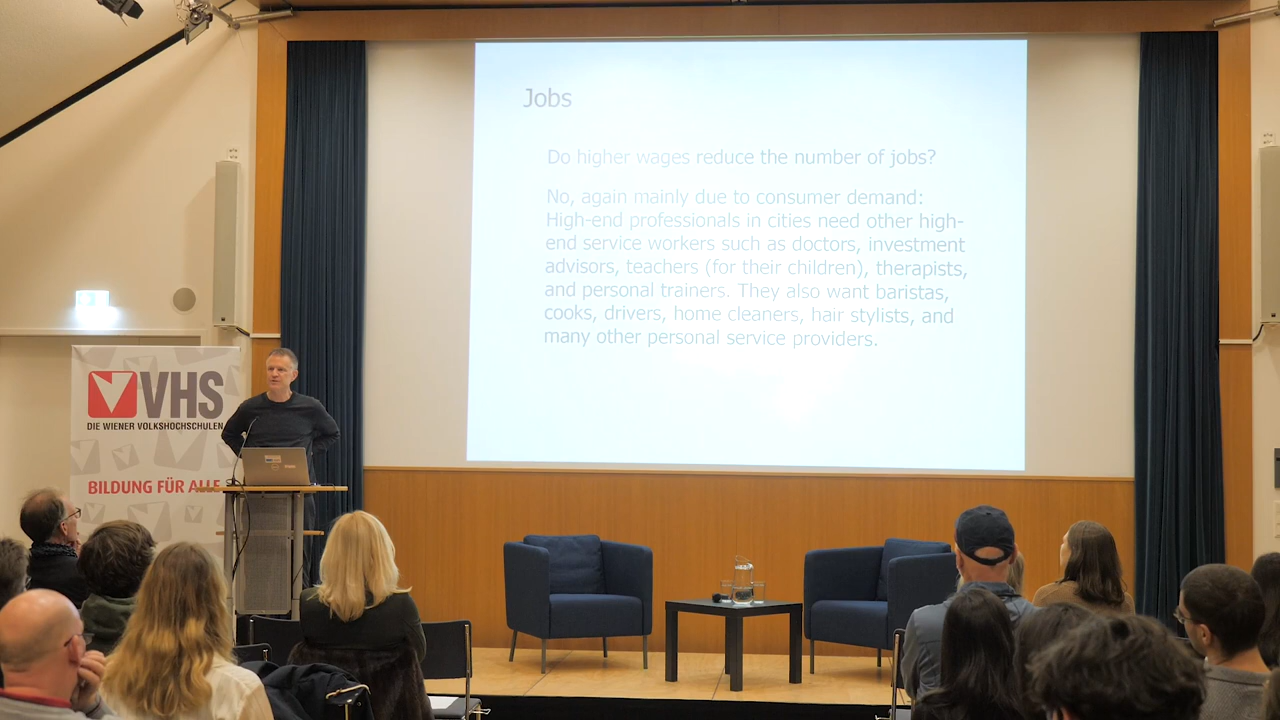 Jobs
Do higher wages reduce the number of jobs?
No, again mainly due to consumer demand:
High-end professionals in cities need other high-
end service workers such as doctors, investment
advisors, teachers (for their children), therapists,
and personal trainers. They also want baristas,
cooks, drivers, home cleaners, hair stylists, and
many other personal service providers.
VHS
DIE WIENER VOLKSHOCHSCHULEN
BILDUNG FÜR ALLE